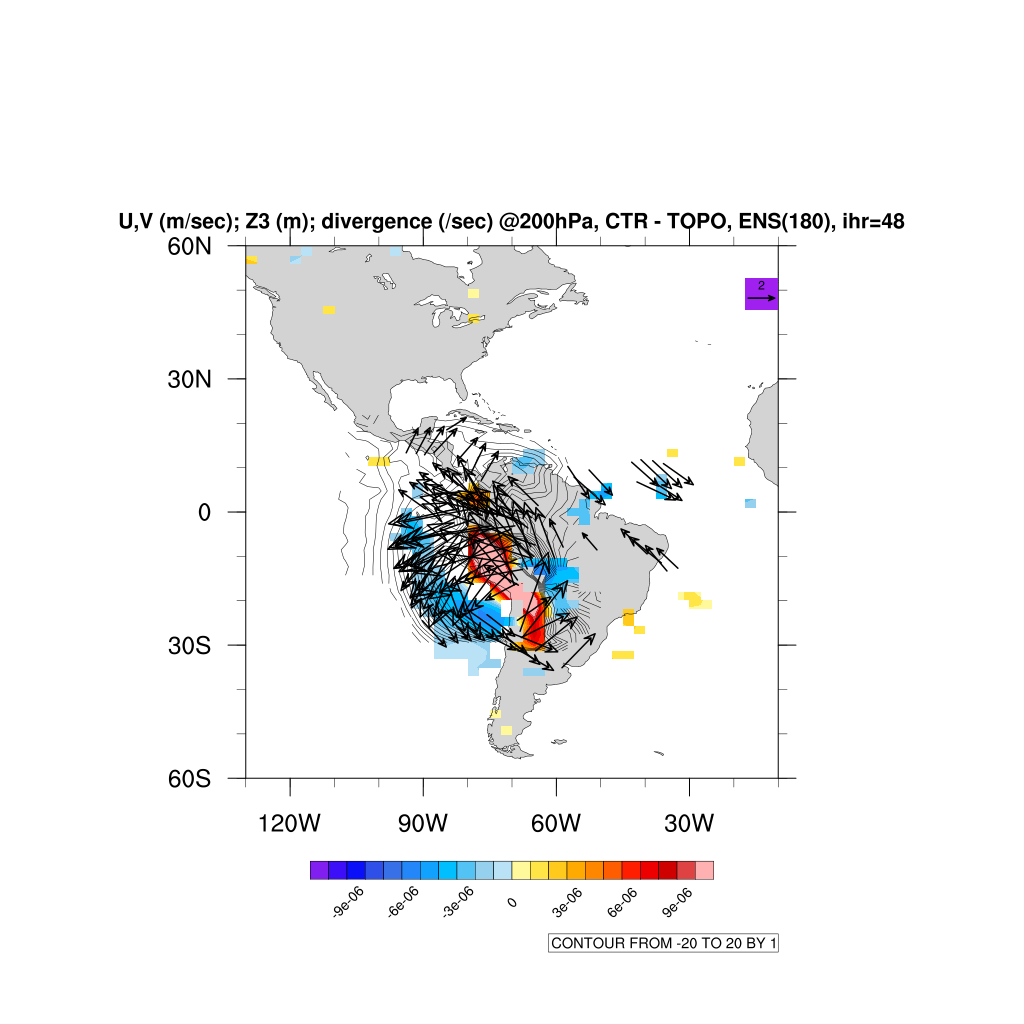 U,V (m/sec); Z3 (m); divergence (/sec) @200hPa, CTR - TOPO, ENS(180), ihr=48
60N
2
30N
0
30S
60S
120W 90W 60W 30W
-9e-06 -6e-06 -3e-06 0 3e-06 6e-06 9e-06
CONTOUR FROM -20 TO 20 BY 1